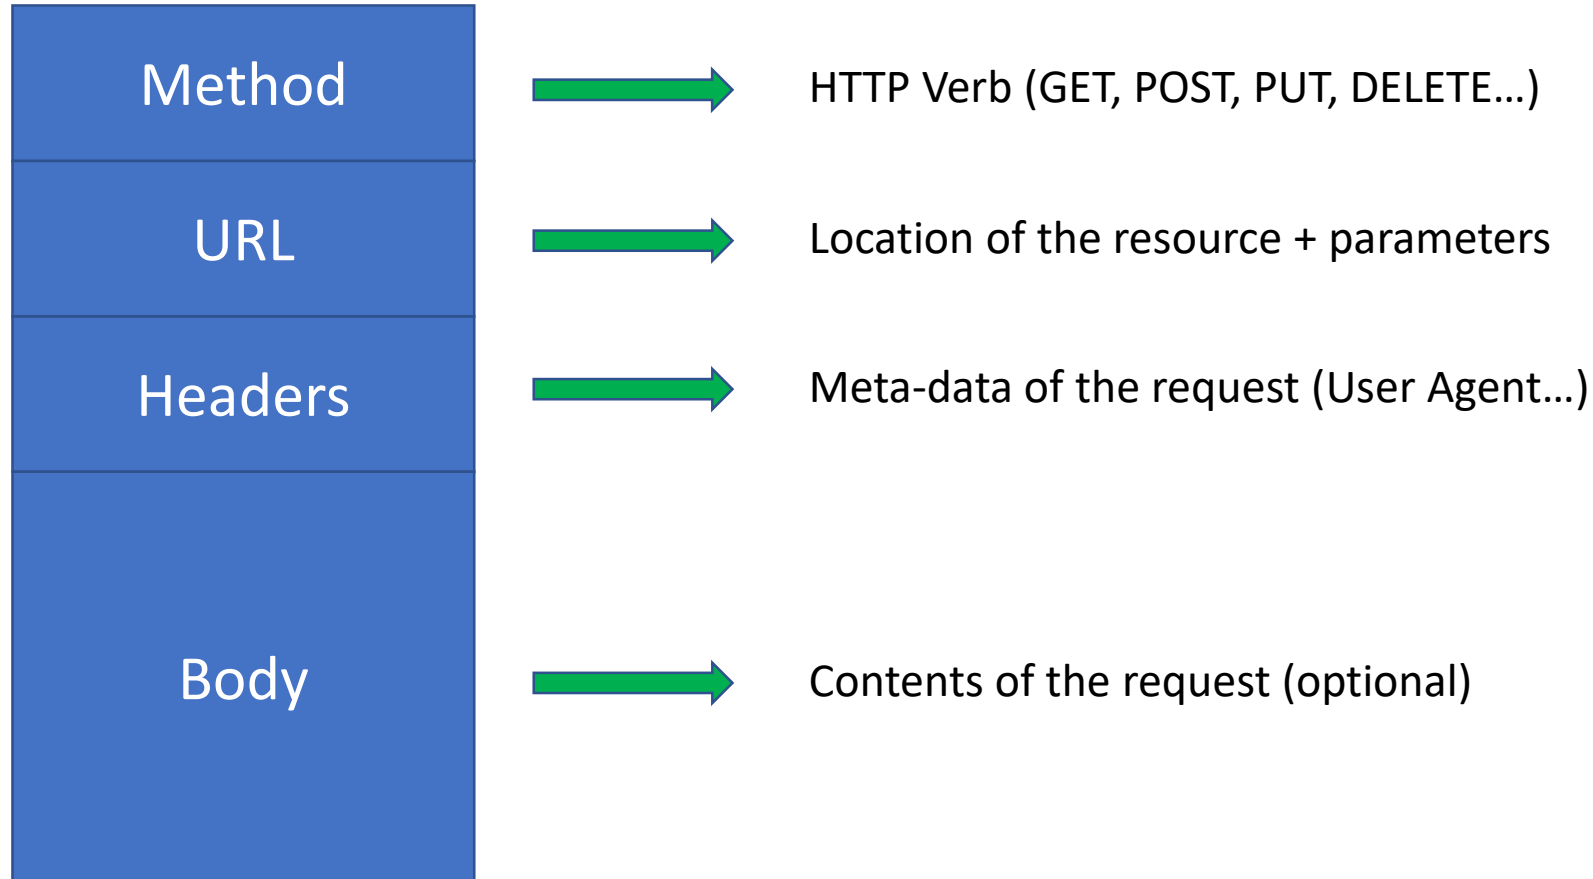 Method
HTTP Verb (GET, POST, PUT, DELETE…)
URL
Location of the resource + parameters
Headers
Meta-data of the request (User Agent…)
Body
Contents of the request (optional)